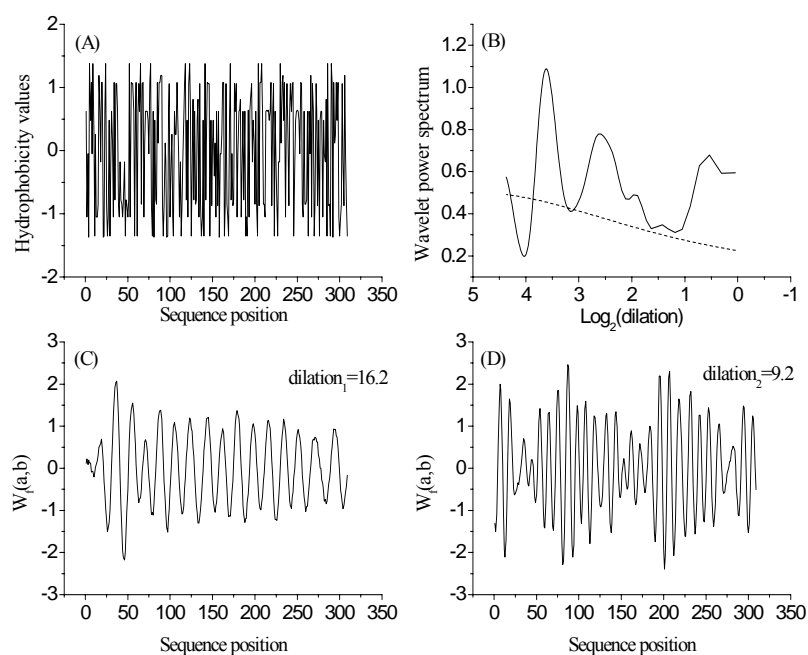 (A)
Hydrophobicity values
2
1
0
-1
-2
0 50 100 150 200 250 300 350
Sequence position
(B)
Wavelet power spectrum
1.2
1.0
0.8
0.6
0.4
0.2
5 4 3 2 1 0 -1
Log2(dilation)
(C)
dilation1=16.2
Wf(a,b)
3
2
1
0
-1
-2
-3
0 50 100 150 200 250 300 350
Sequence position
(D)
dilation2=9.2
Wf(a,b)
3
2
1
0
-1
-2
-3
0 50 75 100 150 200 250 300 350
Sequence position